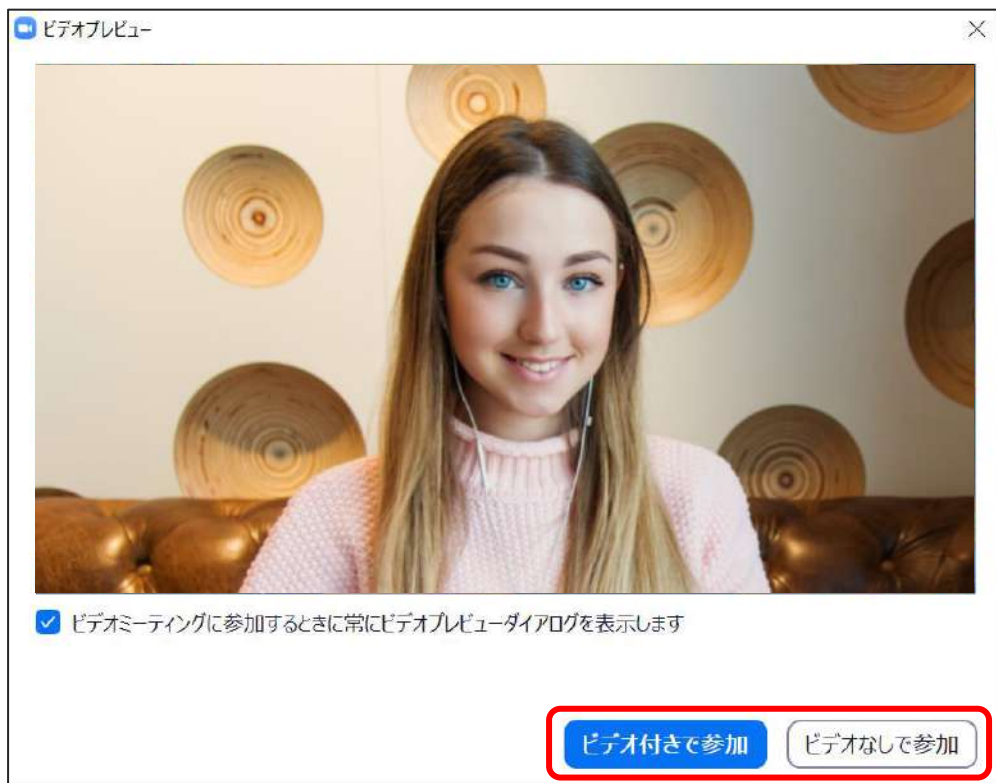 ビデオプレビュー
ビデオミーティングに参加するときに常にビデオプレビューダイアログを表示します
ビデオ付きで参加
ビデオなしで参加